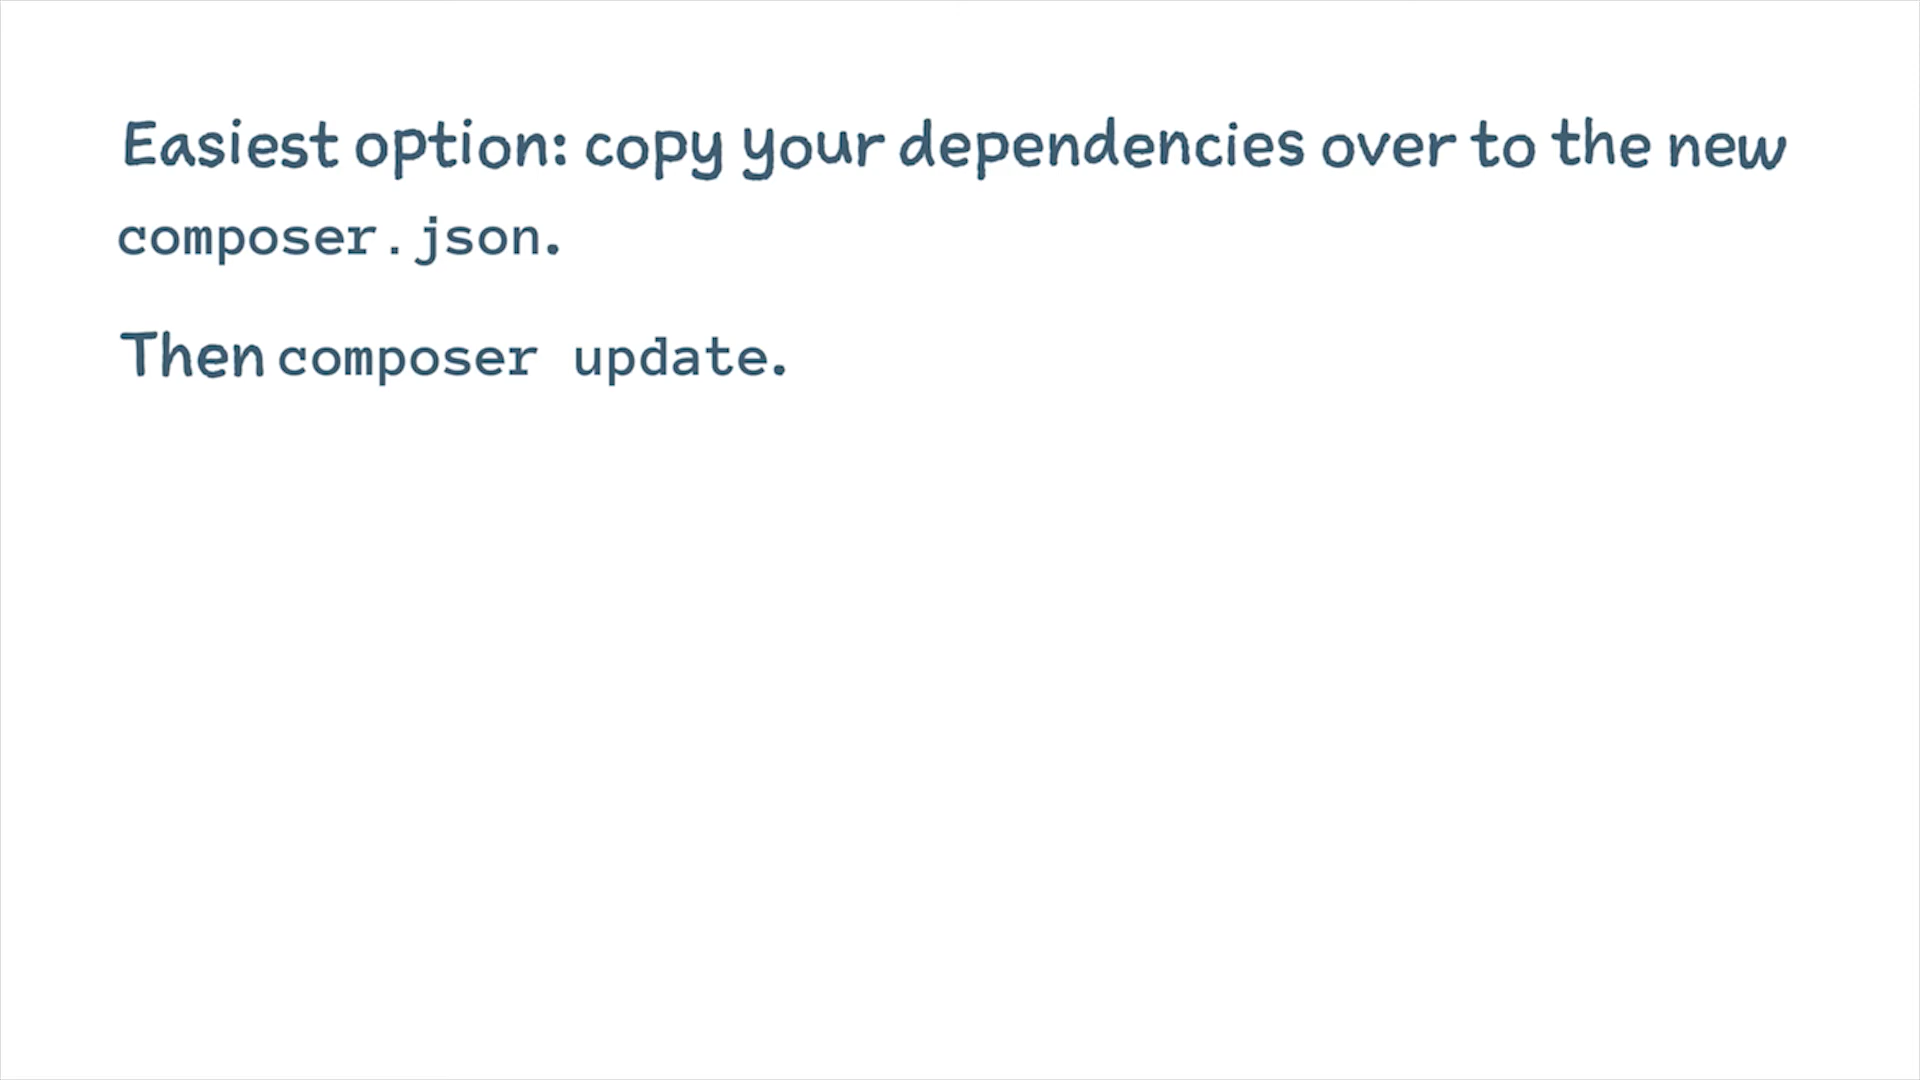 Easiest option: copy your dependencies over to the new
composer.json.
Then composer update.